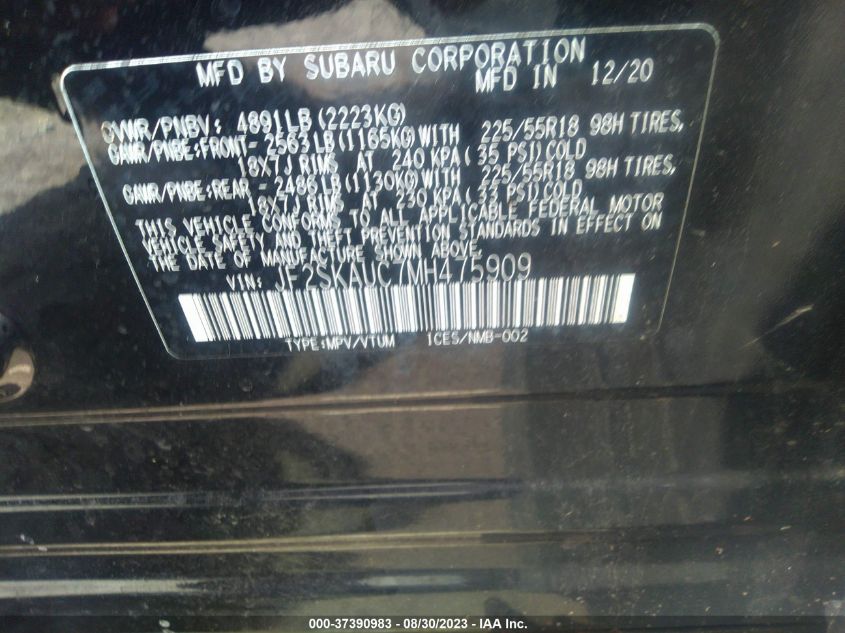 MFD BY SUBARU CORPORATION
MFD IN 12/20
GVWR/PNBV: 4891LB(2223KG)
GAWR/PNBE:FRONT- 2563LB(1165KG)WITH 225/55R18 98H TIRES,
18X7J RIMS AT 240 KPA(35 PSI)COLD
GAWR/PNBE:REAR - 2486LB(1130KG)WITH 225/55R18 98H TIRES,
18X7J RIMS AT 230 KPA(33 PSI)COLD
THIS VEHICLE CONFORMS TO ALL APPLICABLE FEDERAL MOTOR
VEHICLE SAFETY AND THEFT PREVENTION STANDARDS IN EFFECT ON
THE DATE OF MANUFACTURE SHOWN ABOVE.
VIN: JF2SKAUC7MH475909
TYPE:MPV/VTUM ICES/NMB-002
000-37390983 - 08/30/2023 - IAA Inc.